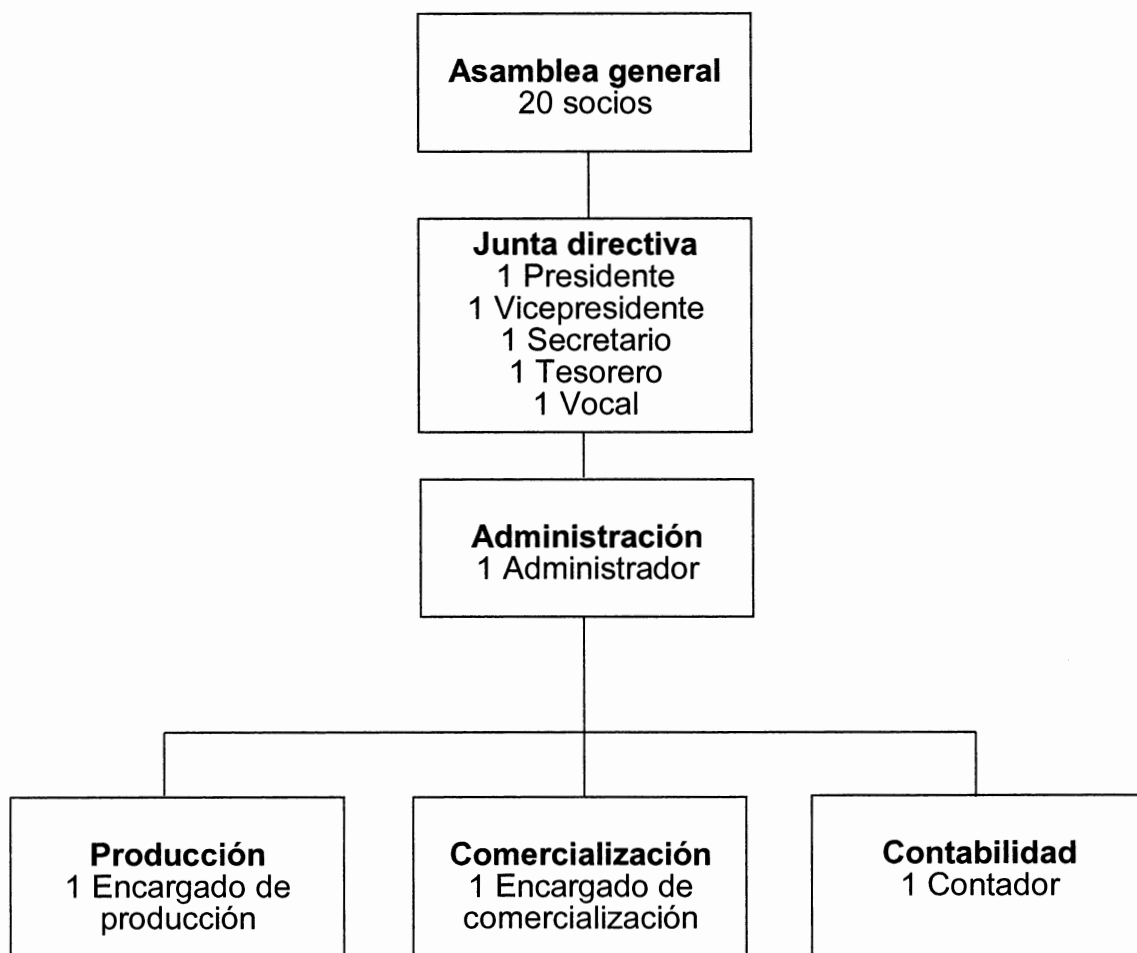 Asamblea general
20 socios
Junta directiva
1 Presidente
1 Vicepresidente
1 Secretario
1 Tesorero
1 Vocal
Administración
1 Administrador
Producción
1 Encargado de
producción
Comercialización
1 Encargado de
comercialización
Contabilidad
1 Contador